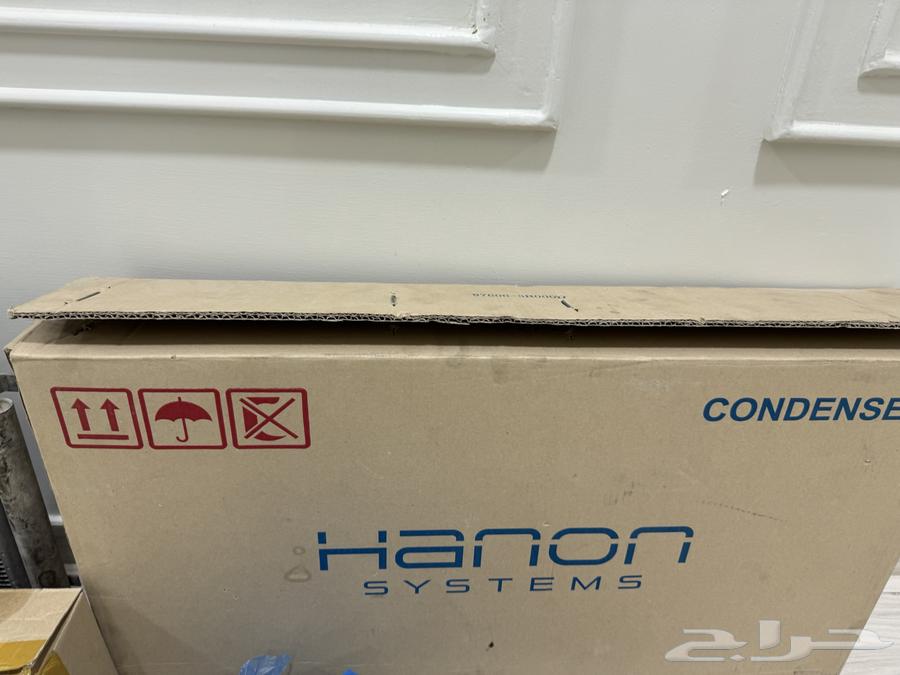 CONDENSE
Hanon
SYSTEMS
حراج